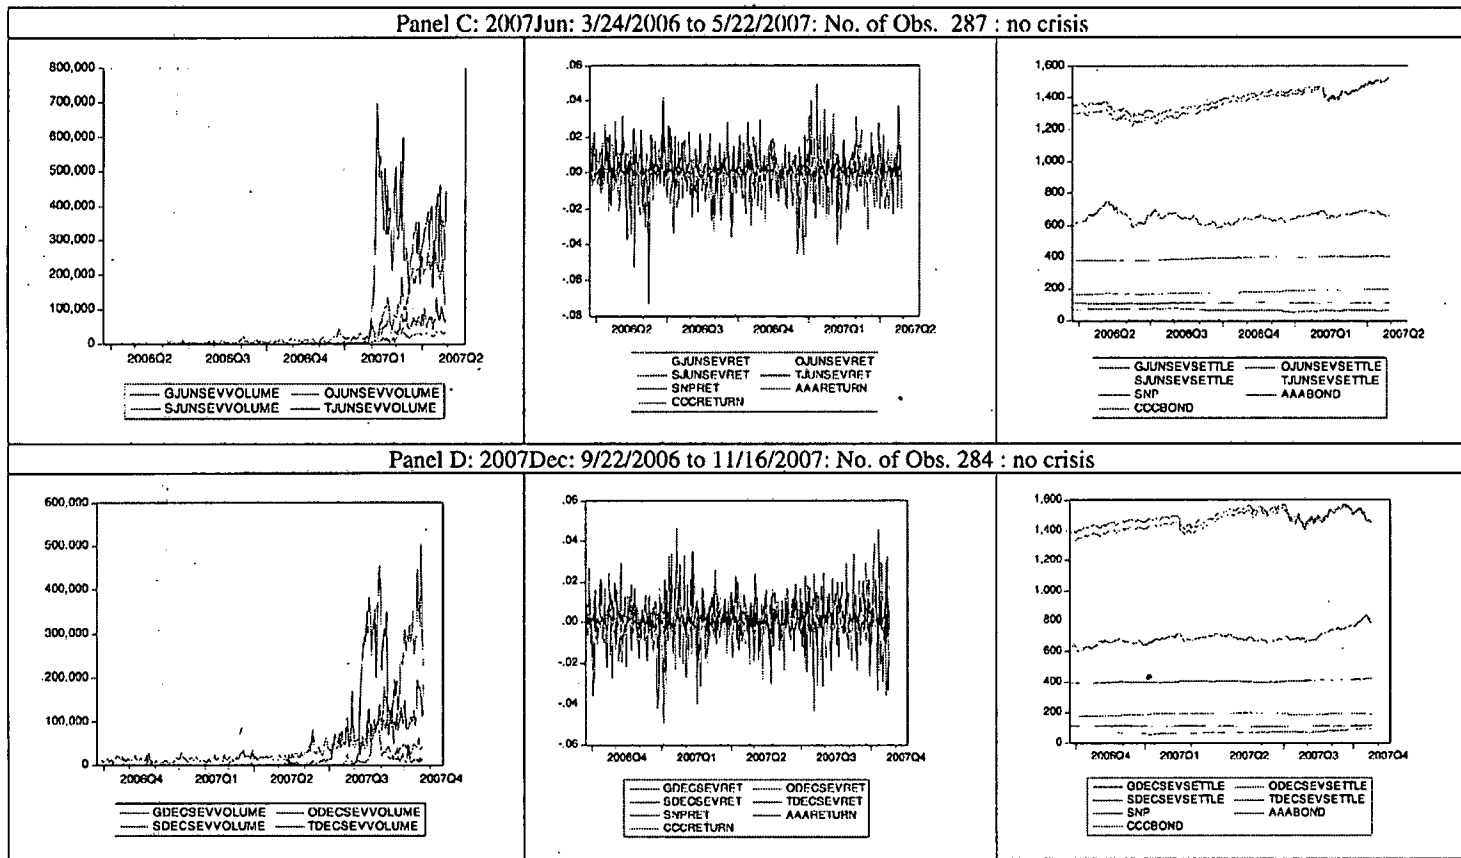 Panel C: 2007Jun: 3/24/2006 to 5/22/2007: No. of Obs. 287 : no crisis
800,000
700,000
600,000
500,000
400,000
300,000
200,000
100,000
0
2006Q2 2006Q3 2006Q4 2007Q1 2007Q2
GJUNSEVVOLUME OJUNSEVVOLUME
SJUNSEVVOLUME TJUNSEVVOLUME
.06
.04
.02
.00
-.02
-.04
-.06
-.08
2006Q2 2006Q3 2006Q4 2007Q1 2007Q2
GJUNSEVRET OJUNSEVRET
SJUNSEVRET TJUNSEVRET
SNPRET AAARETURN
CCCRETURN
1,600
1,400
1,200
1,000
800
600
400
200
0
2006Q2 2006Q3 2006Q4 2007Q1 2007Q2
GJUNSEVSETTLE OJUNSEVSETTLE
SJUNSEVSETTLE TJUNSEVSETTLE
SNP AAABOND
CCCBOND
Panel D: 2007Dec: 9/22/2006 to 11/16/2007: No. of Obs. 284 : no crisis
600,000
500,000
400,000
300,000
200,000
100,000
0
2006Q4 2007Q1 2007Q2 2007Q3 2007Q4
GDECSEVVOLUME ODECSEVVOLUME
SDECSEVVOLUME TDECSEVVOLUME
.06
.04
.02
.00
-.02
-.04
-.06
2006Q4 2007Q1 2007Q2 2007Q3 2007Q4
GDECSEVRET ODECSEVRET
SDECSEVRET TDECSEVRET
SNPRET AAARETURN
CCCRETURN
1,600
1,400
1,200
1,000
800
600
400
200
0
2006Q4 2007Q1 2007Q2 2007Q3 2007Q4
GDECSEVSETTLE ODECSEVSETTLE
SDECSEVSETTLE TDECSEVSETTLE
SNP AAABOND
CCCBOND